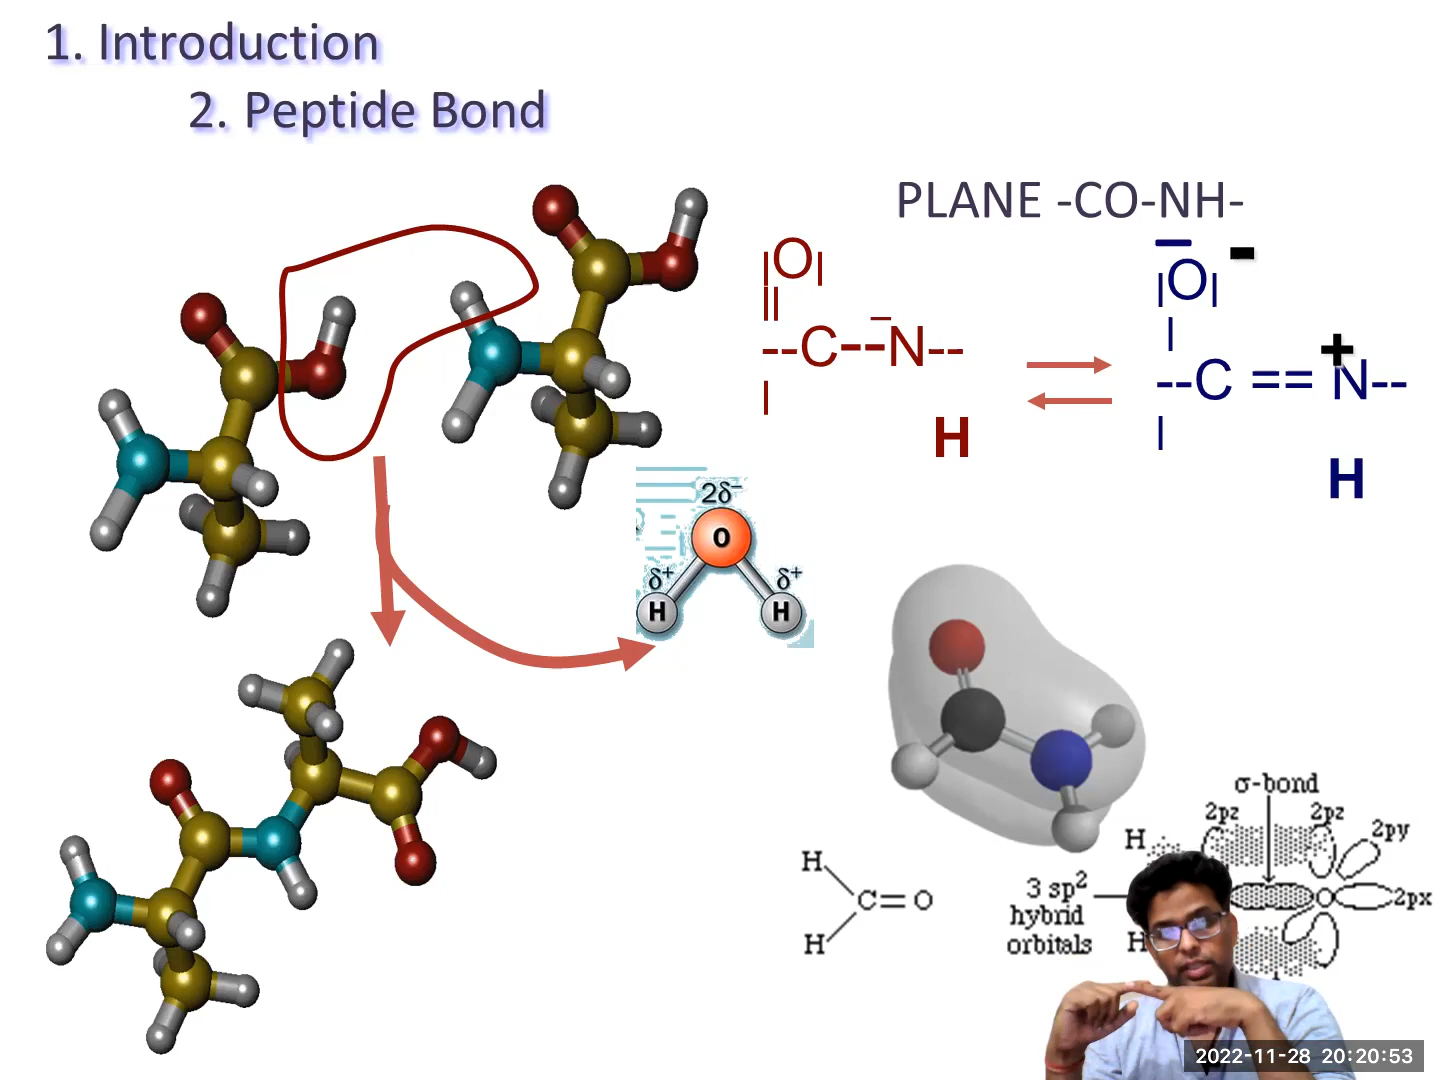 1. Introduction
2. Peptide Bond
PLANE -CO-NH-
|O|
||
--C--N--
|
H
|O| -
|
+
--C == N--
|
H
2δ⁻
O
δ⁺ δ⁺
H H
σ-bond
2pz 2pz
2py
H
3 sp²
hybrid
orbitals
2px
H
H
C=O
H
2022-11-28 20:20:53